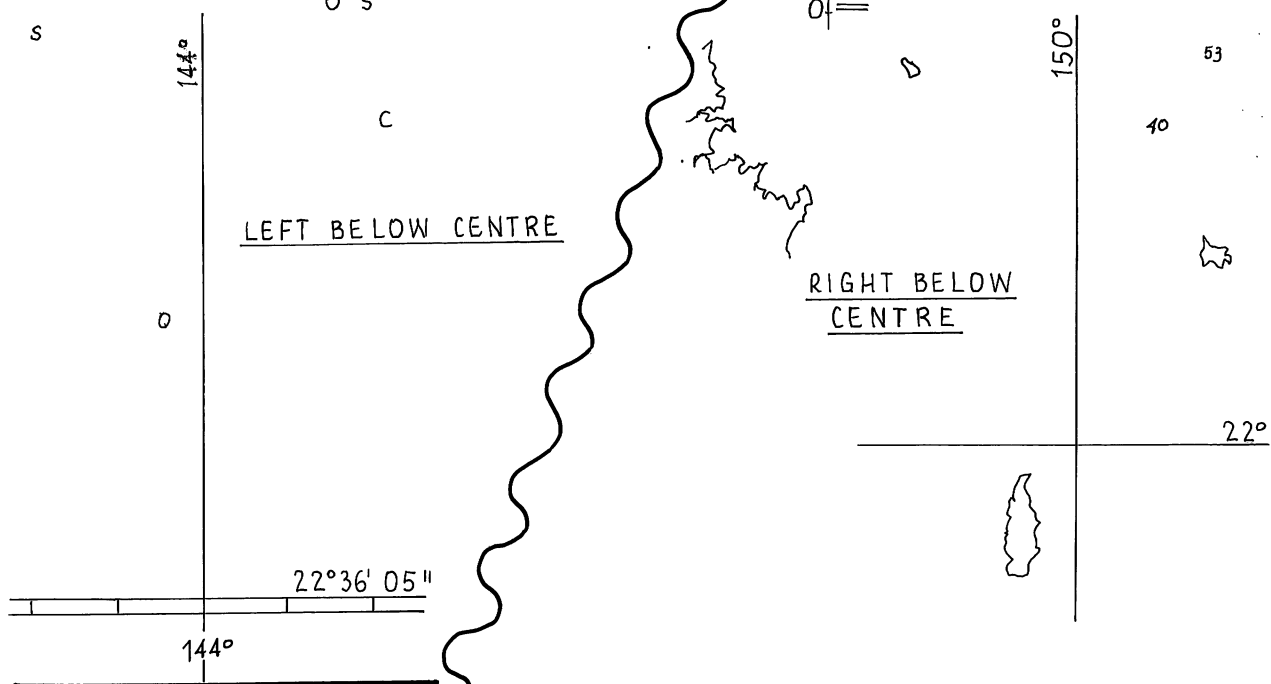 S
144°
C
LEFT BELOW CENTRE
O
22°36' 05"
144°
150°
53
40
RIGHT BELOW
CENTRE
22°